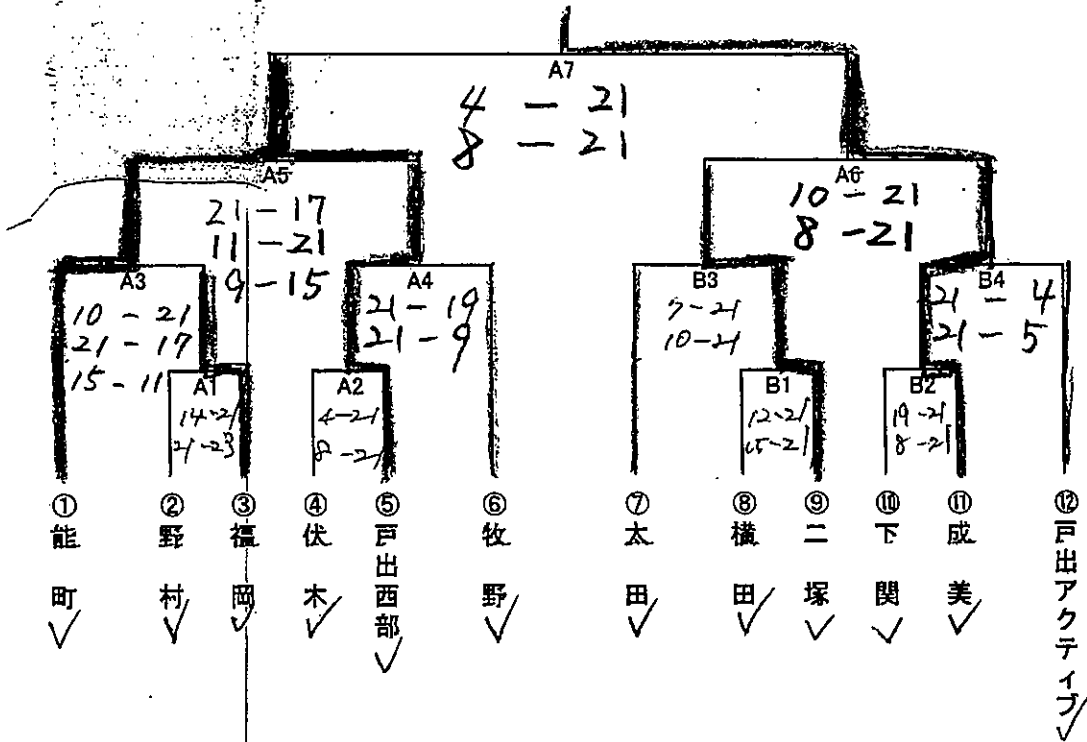 A7
4 - 21
8 - 21
A5
21 - 17
11 - 21
9 - 15
A6
10 - 21
8 - 21
A3
10 - 21
21 - 17
15 - 11
A4
21 - 19
21 - 9
B3
7 - 21
10 - 21
B4
21 - 4
21 - 5
A1
14 - 21
21 - 23
A2
4 - 21
8 - 21
B1
12 - 21
15 - 21
B2
19 - 21
8 - 21
① 能町
② 野村
③ 福岡
④ 伏木
⑤ 戸出西部
⑥ 牧野
⑦ 太田
⑧ 横田
⑨ 二塚
⑩ 下関
⑪ 成美
⑫ 戸出アクティブ